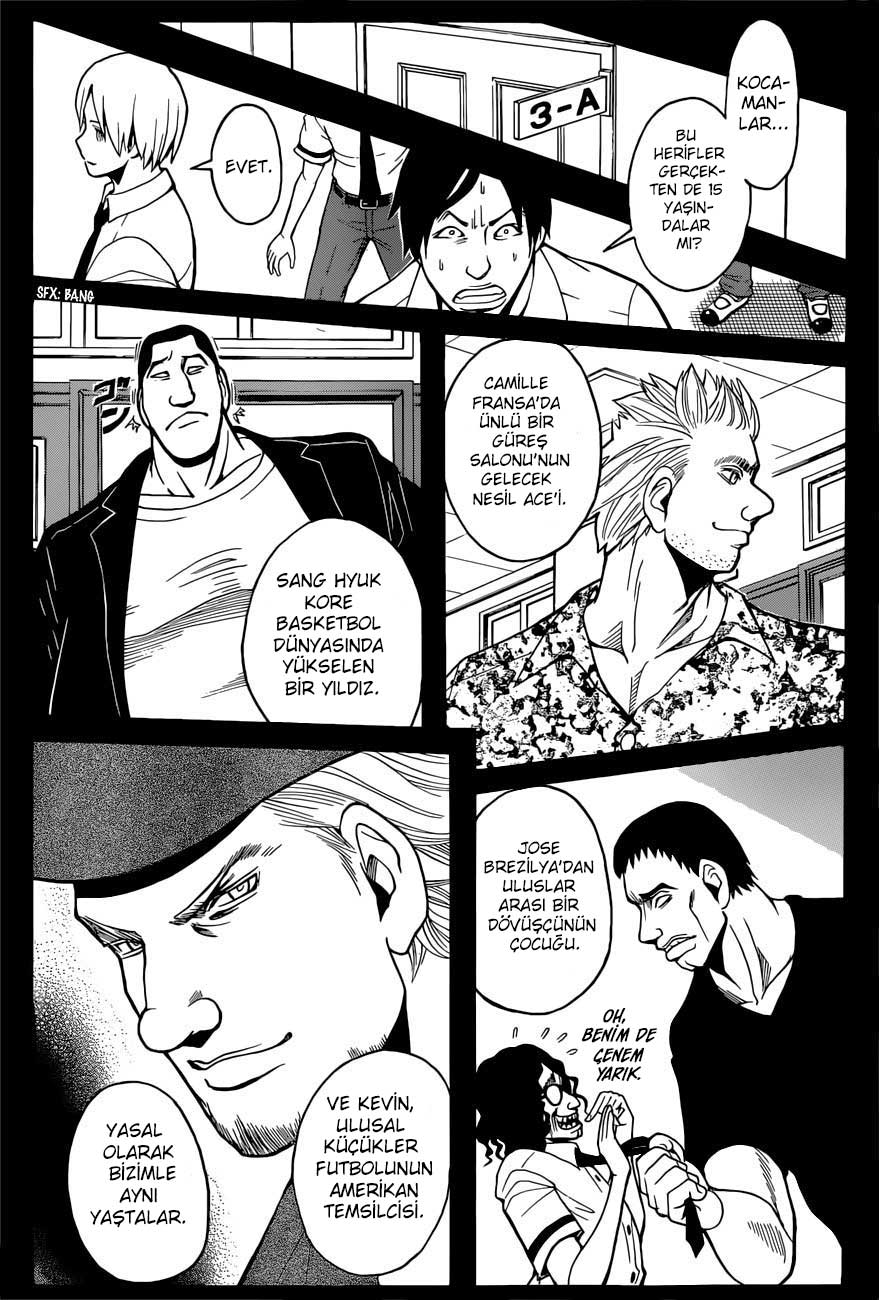 KOCA-
MAN-
LAR...
BU
HERİFLER
GERÇEK-
TEN DE 15
YAŞIN-
DALAR
MI?
3-A
EVET.
SFX: BANG
ゴン
CAMILLE
FRANSA'DA
ÜNLÜ BİR
GÜREŞ
SALONU'NUN
GELECEK
NESİL ACE'İ.
SANG HYUK
KORE
BASKETBOL
DÜNYASINDA
YÜKSELEN
BİR YILDIZ.
JOSE
BREZİLYA'DAN
ULUSLAR
ARASI BİR
DÖVÜŞÇÜNÜN
ÇOCUĞU.
OH,
BENİM DE
ÇENEM
YARIK.
VE KEVİN,
ULUSAL
KÜÇÜKLER
FUTBOLUNUN
AMERİKAN
TEMSİLCİSİ.
YASAL
OLARAK
BİZİMLE
AYNI
YAŞTALAR.